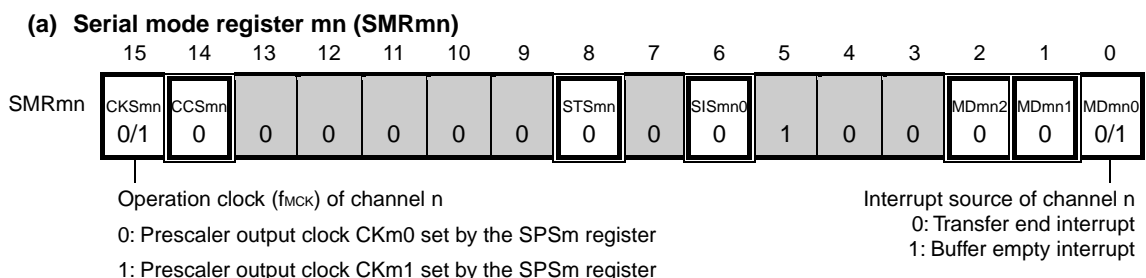 (a) Serial mode register mn (SMRmn)
15 14 13 12 11 10 9 8 7 6 5 4 3 2 1 0
SMRmn CKSmn CCSmn STSmn SISmn0 MDmn2 MDmn1 MDmn0
0/1 0 0 0 0 0 0 0 0 0 1 0 0 0 0 0/1
Operation clock (fMCK) of channel n
0: Prescaler output clock CKm0 set by the SPSm register
1: Prescaler output clock CKm1 set by the SPSm register
Interrupt source of channel n
0: Transfer end interrupt
1: Buffer empty interrupt